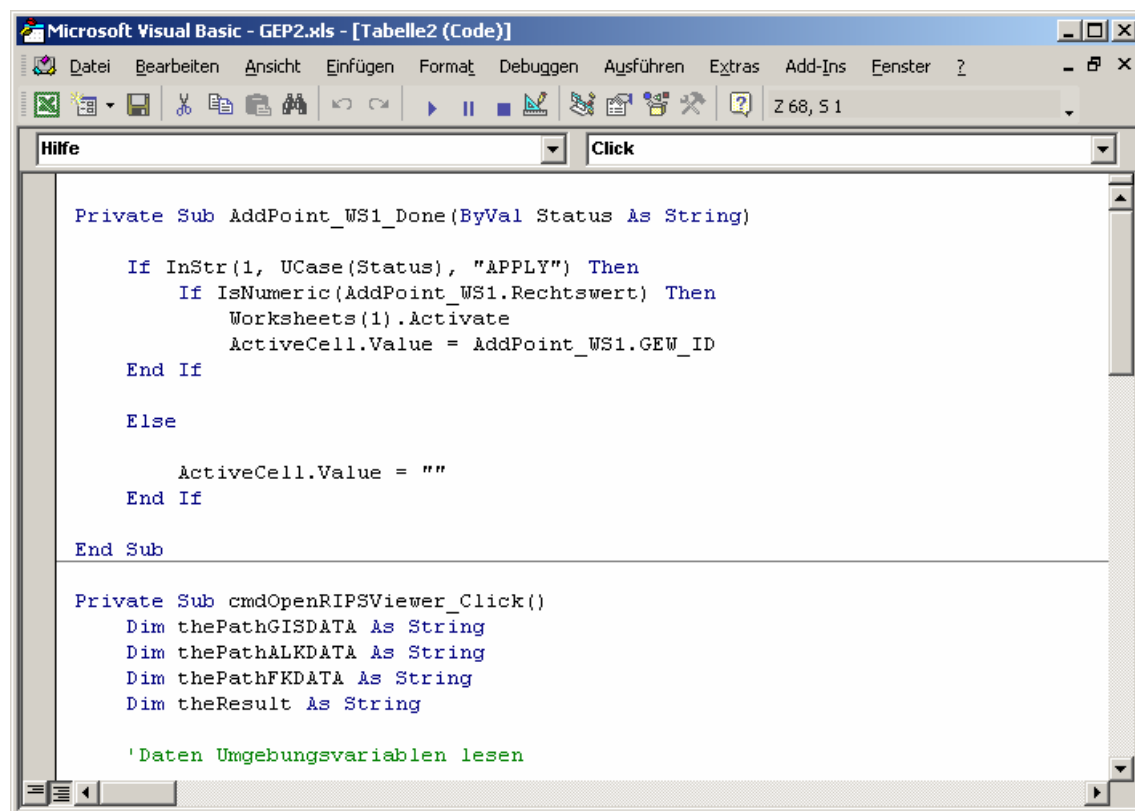 Microsoft Visual Basic - GEP2.xls - [Tabelle2 (Code)]
Datei Bearbeiten Ansicht Einfügen Format Debuggen Ausführen Extras Add-Ins Fenster ?
Z 68, S 1
Hilfe Click
Private Sub AddPoint_WS1_Done(ByVal Status As String)
If InStr(1, UCase(Status), "APPLY") Then
If IsNumeric(AddPoint_WS1.Rechtswert) Then
Worksheets(1).Activate
ActiveCell.Value = AddPoint_WS1.GEW_ID
End If
Else
ActiveCell.Value = ""
End If
End Sub
Private Sub cmdOpenRIPSViewer_Click()
Dim thePathGISDATA As String
Dim thePathALKDATA As String
Dim thePathFKDATA As String
Dim theResult As String
'Daten Umgebungsvariablen lesen